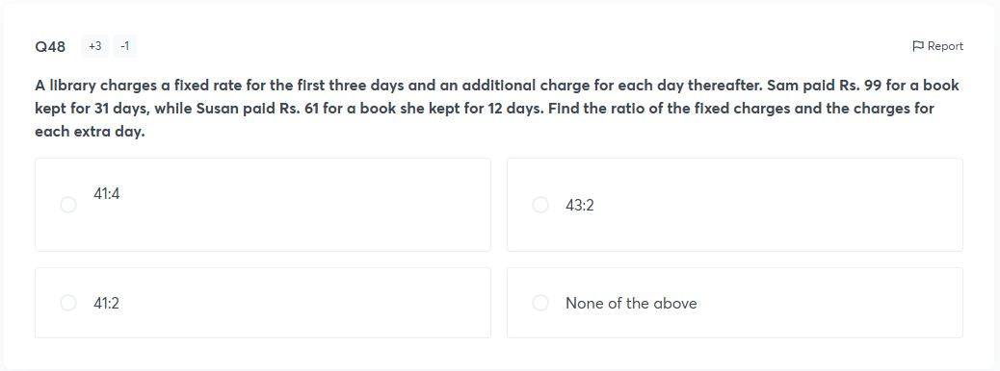 Q48 +3 -1 Report
A library charges a fixed rate for the first three days and an additional charge for each day thereafter. Sam paid Rs. 99 for a book
kept for 31 days, while Susan paid Rs. 61 for a book she kept for 12 days. Find the ratio of the fixed charges and the charges for
each extra day.
41:4
43:2
41:2
None of the above